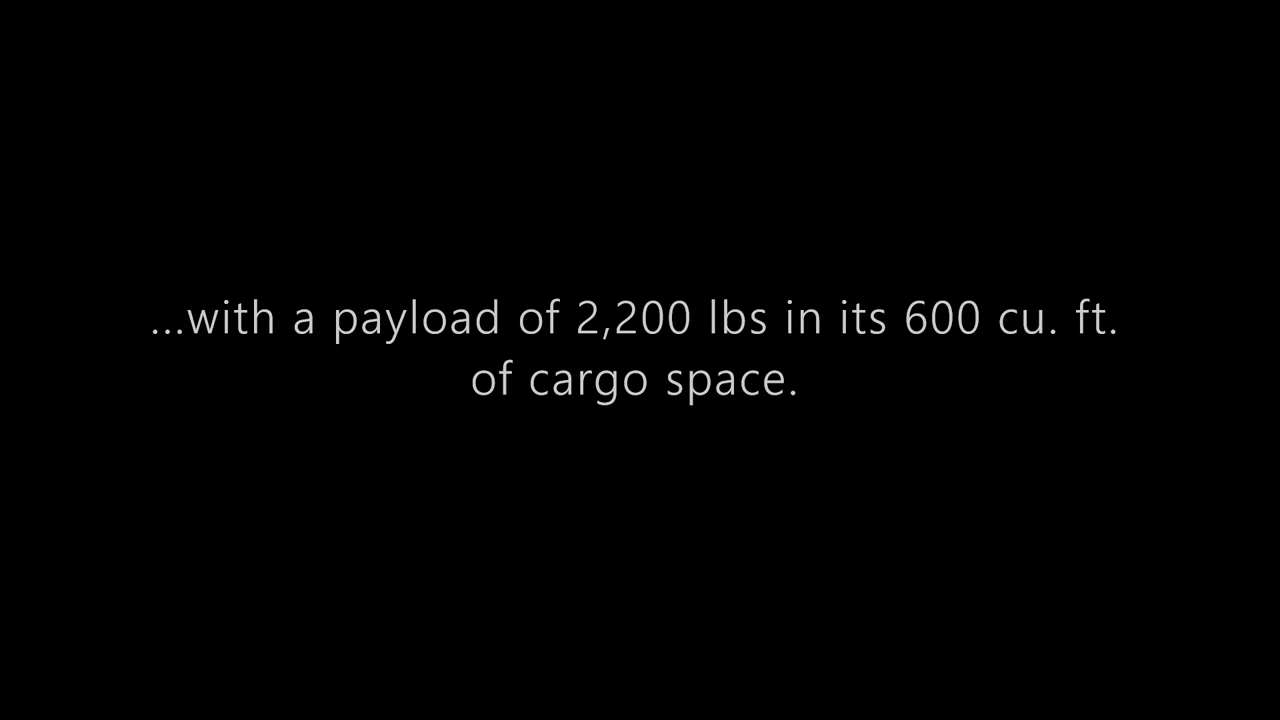 ...with a payload of 2,200 lbs in its 600 cu. ft.
of cargo space.